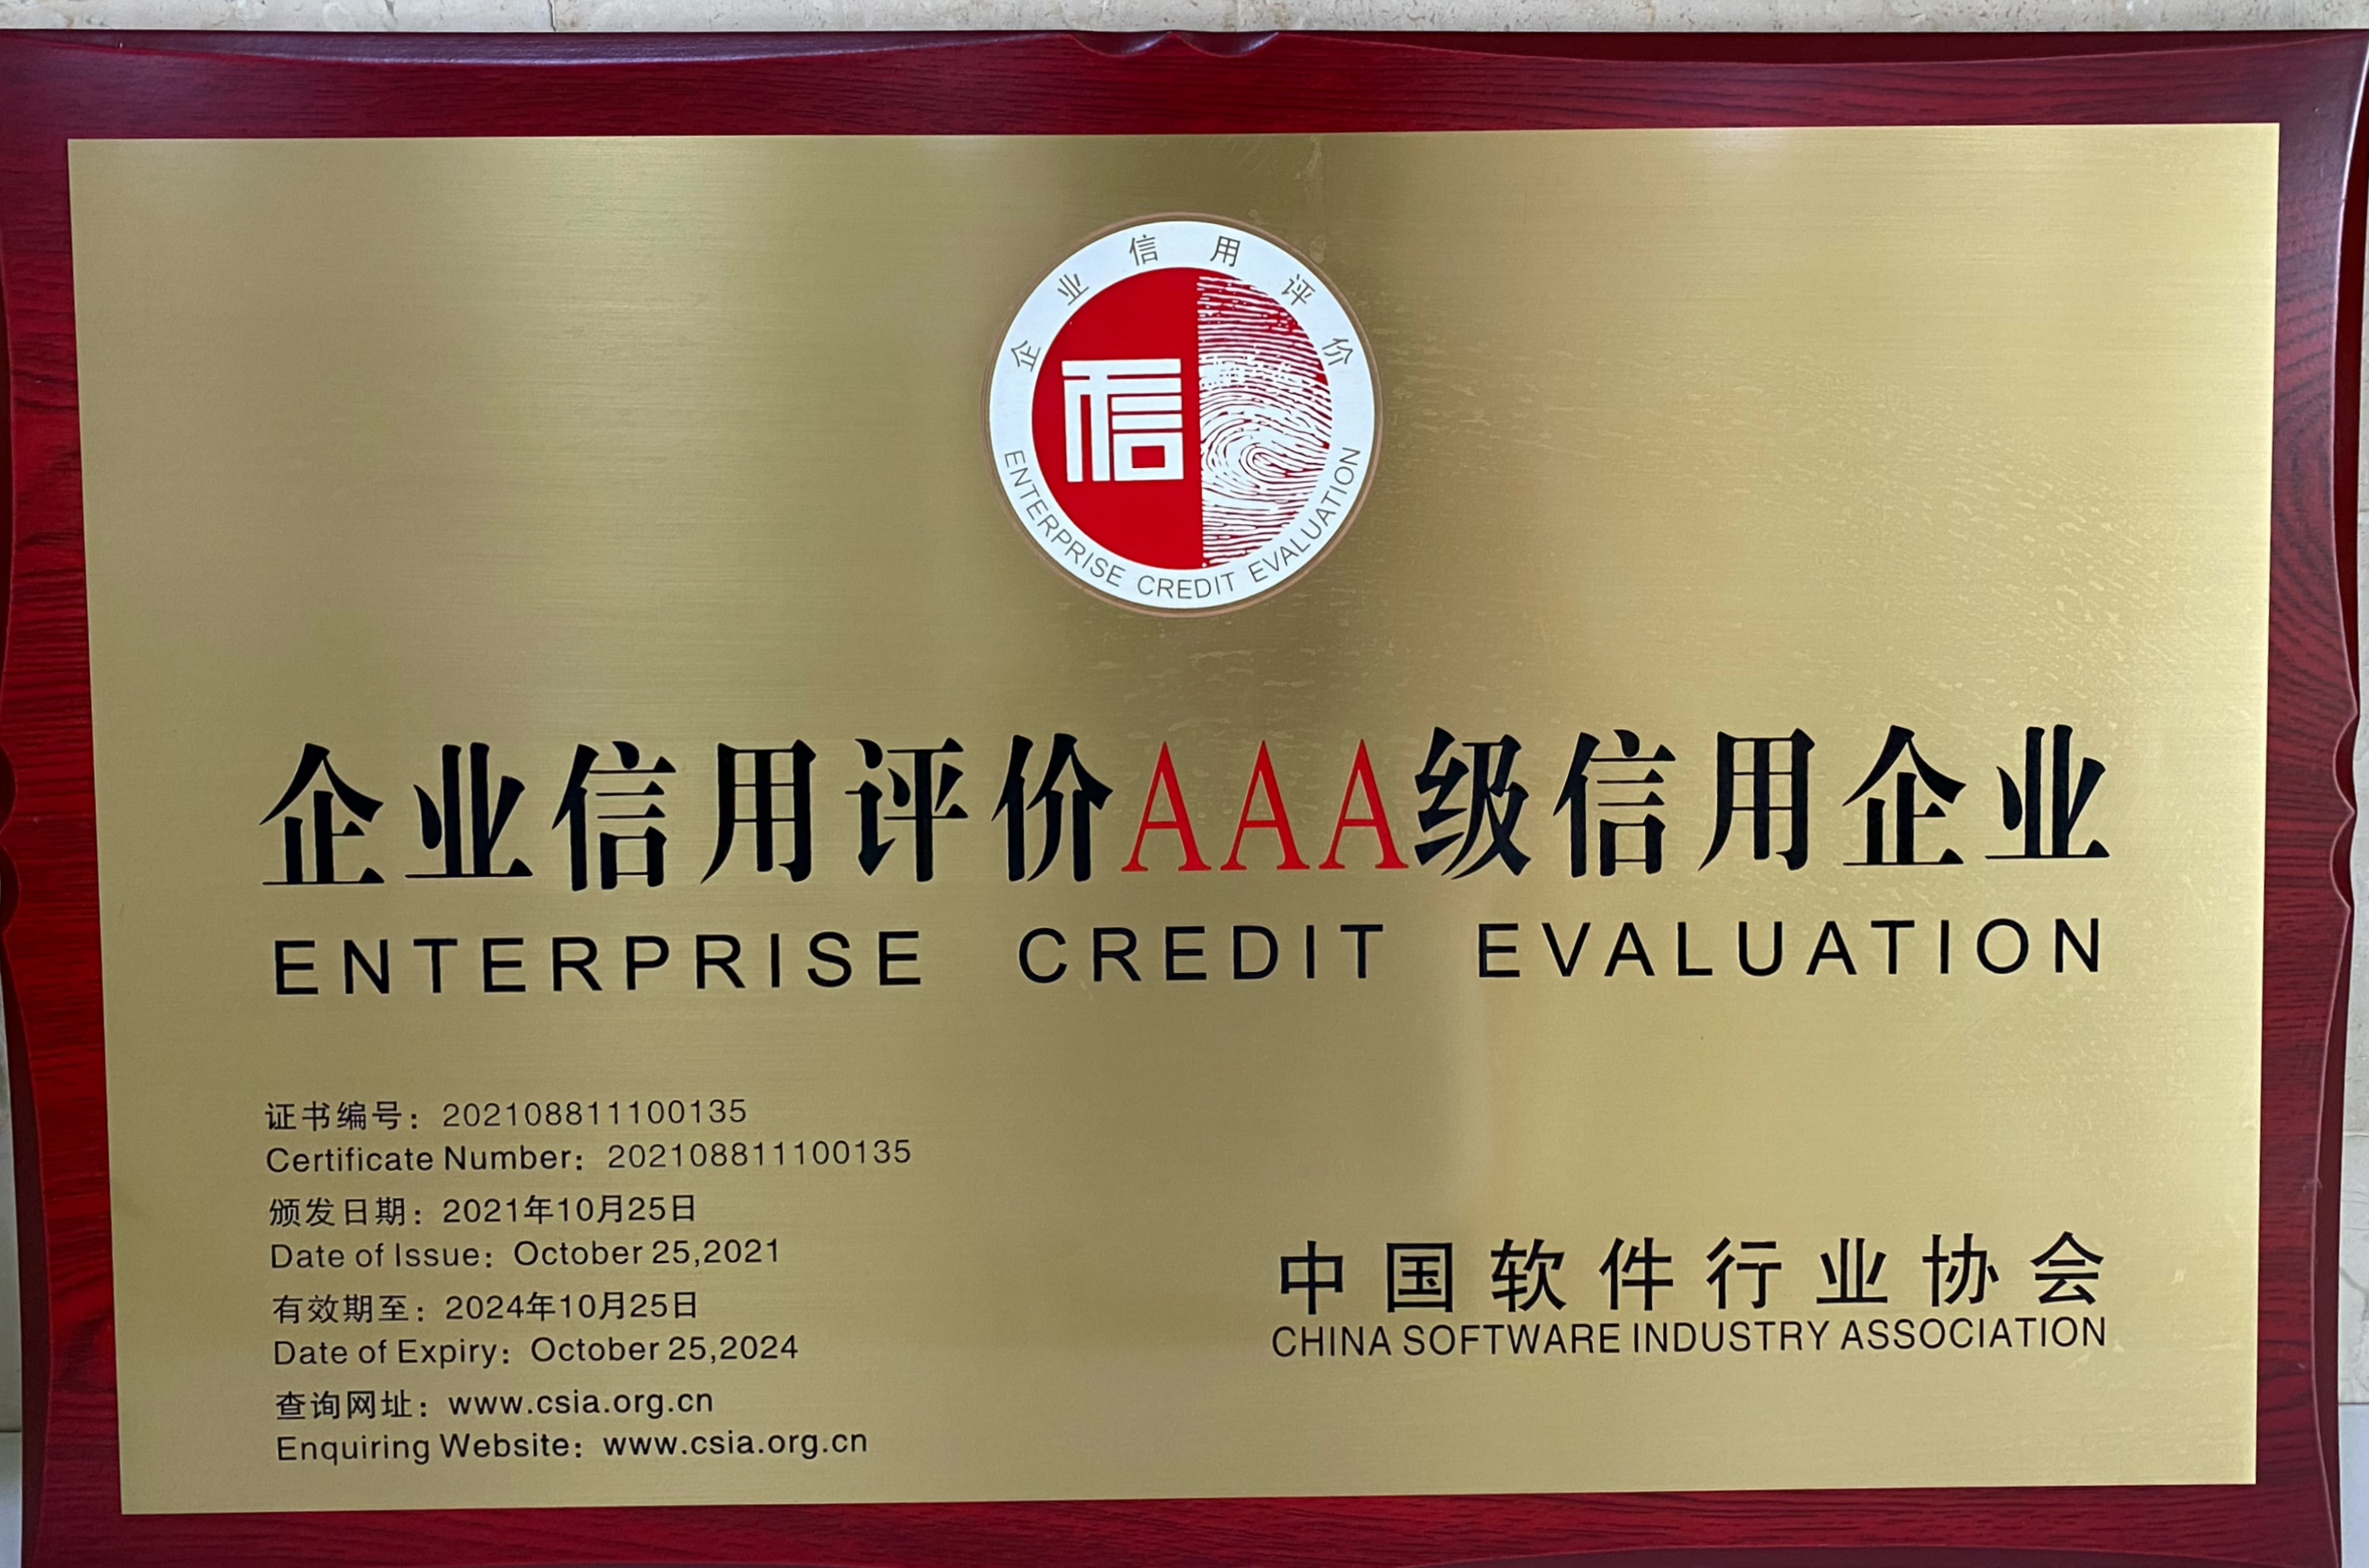 企业信用评价
信
ENTERPRISE CREDIT EVALUATION
企业信用评价AAA级信用企业
ENTERPRISE CREDIT EVALUATION
证书编号：202108811100135
Certificate Number：202108811100135
颁发日期：2021年10月25日
Date of Issue：October 25,2021
有效期至：2024年10月25日
Date of Expiry：October 25,2024
查询网址：www.csia.org.cn
Enquiring Website：www.csia.org.cn
中国软件行业协会
CHINA SOFTWARE INDUSTRY ASSOCIATION